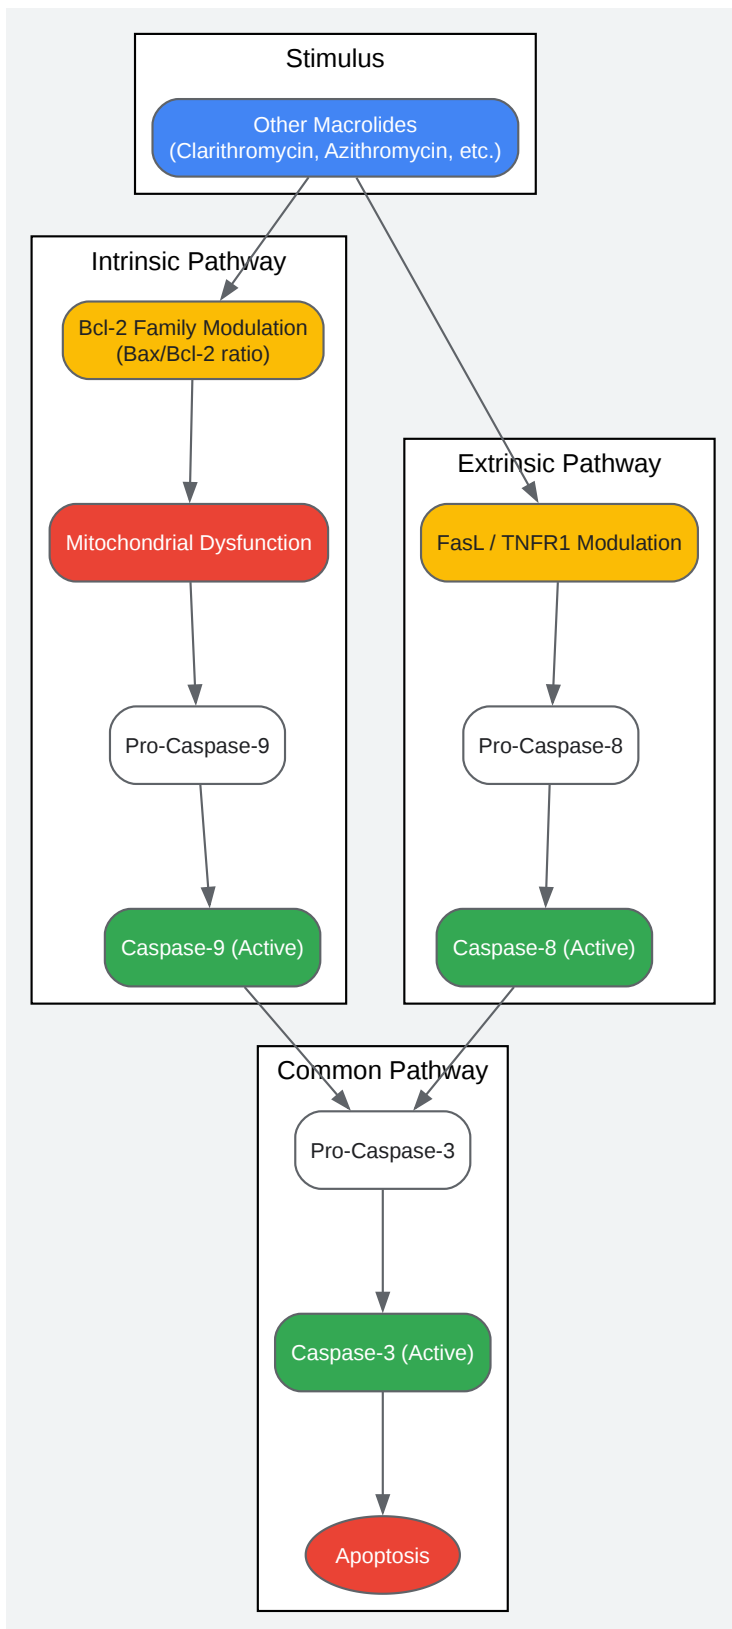 Stimulus
Other Macrolides
(Clarithromycin, Azithromycin, etc.)
Intrinsic Pathway
Bcl-2 Family Modulation
(Bax/Bcl-2 ratio)
Mitochondrial Dysfunction
Pro-Caspase-9
Caspase-9 (Active)
Extrinsic Pathway
FasL / TNFR1 Modulation
Pro-Caspase-8
Caspase-8 (Active)
Common Pathway
Pro-Caspase-3
Caspase-3 (Active)
Apoptosis